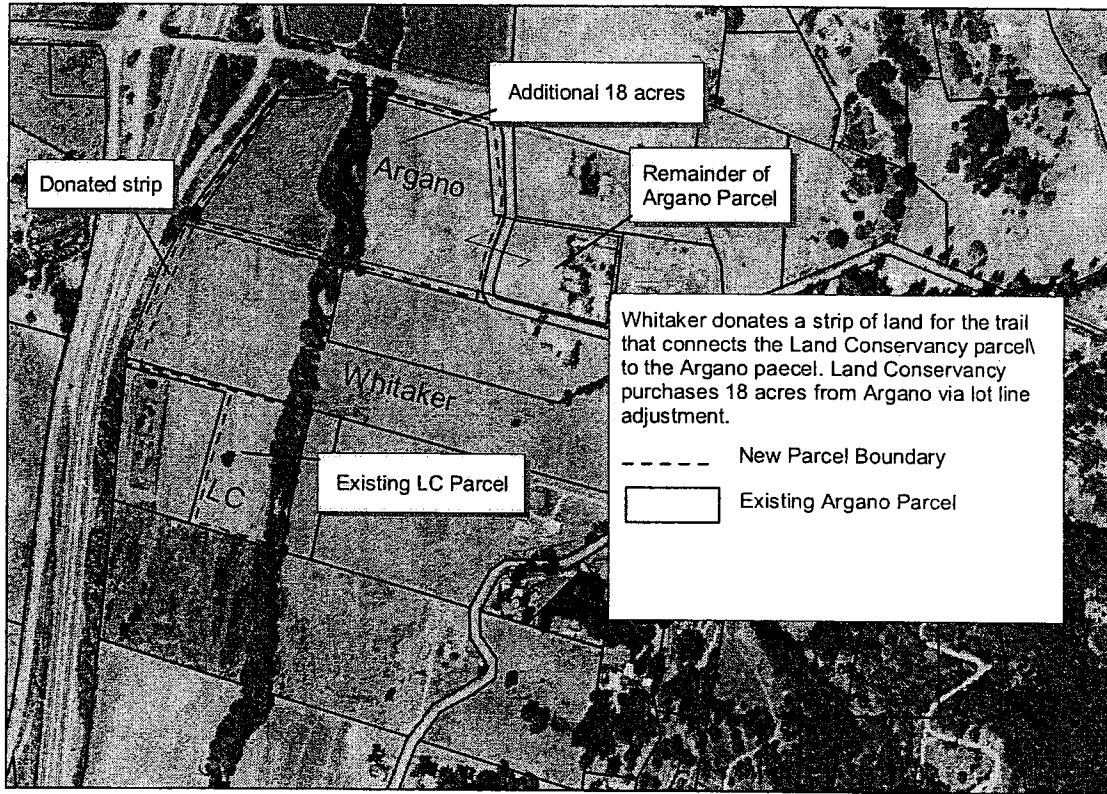 Additional 18 acres
Argano
Donated strip
Remainder of
Argano Parcel
Whitaker donates a strip of land for the trail
that connects the Land Conservancy parcel\
to the Argano paecel. Land Conservancy
purchases 18 acres from Argano via lot line
adjustment.
Whitaker
New Parcel Boundary
Existing LC Parcel
LC
Existing Argano Parcel